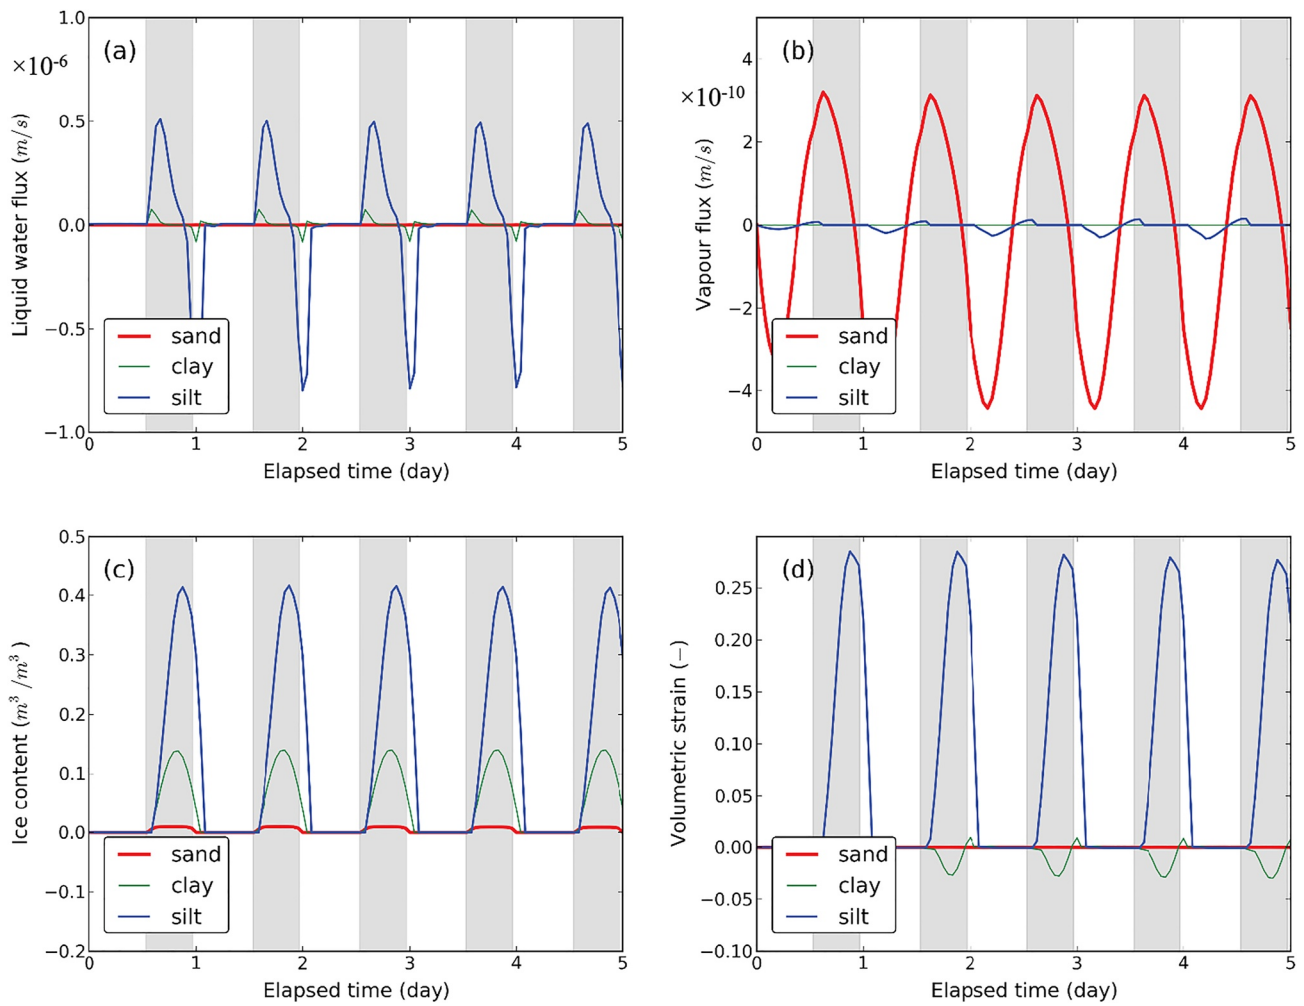 (a)
×10⁻⁶
Liquid water flux (m/s)
1.0
0.5
0.0
−0.5
−1.0
sand
clay
silt
0 1 2 3 4 5
Elapsed time (day)
(b)
×10⁻¹⁰
Vapour flux (m/s)
4
2
0
−2
−4
sand
clay
silt
0 1 2 3 4 5
Elapsed time (day)
(c)
Ice content (m³/m³)
0.5
0.4
0.3
0.2
0.1
0.0
−0.1
−0.2
sand
clay
silt
0 1 2 3 4 5
Elapsed time (day)
(d)
Volumetric strain (−)
0.25
0.20
0.15
0.10
0.05
0.00
−0.05
−0.10
sand
clay
silt
0 1 2 3 4 5
Elapsed time (day)